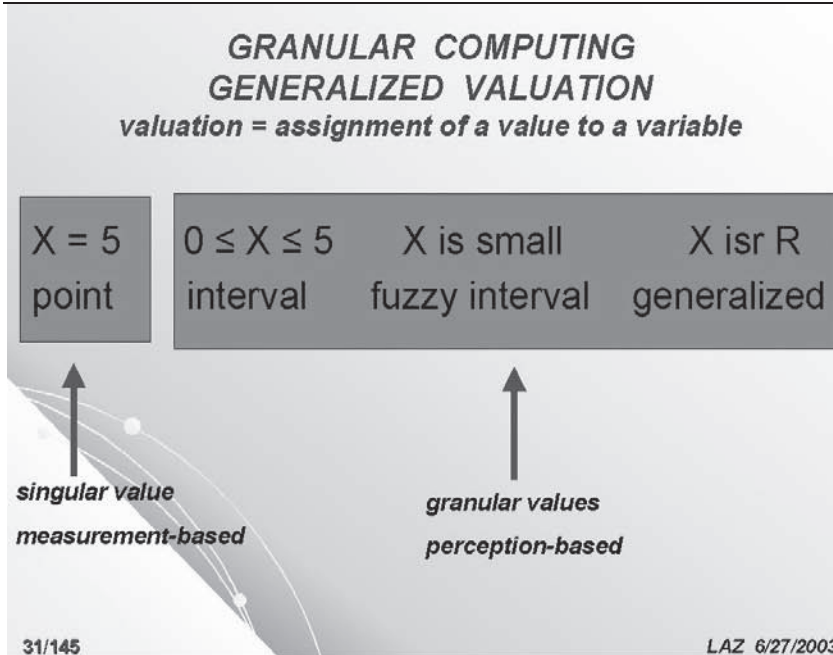 GRANULAR COMPUTING
GENERALIZED VALUATION
valuation = assignment of a value to a variable
X = 5 0 ≤ X ≤ 5 X is small X isr R
point interval fuzzy interval generalized
singular value
measurement-based
granular values
perception-based
31/145 LAZ 6/27/2003